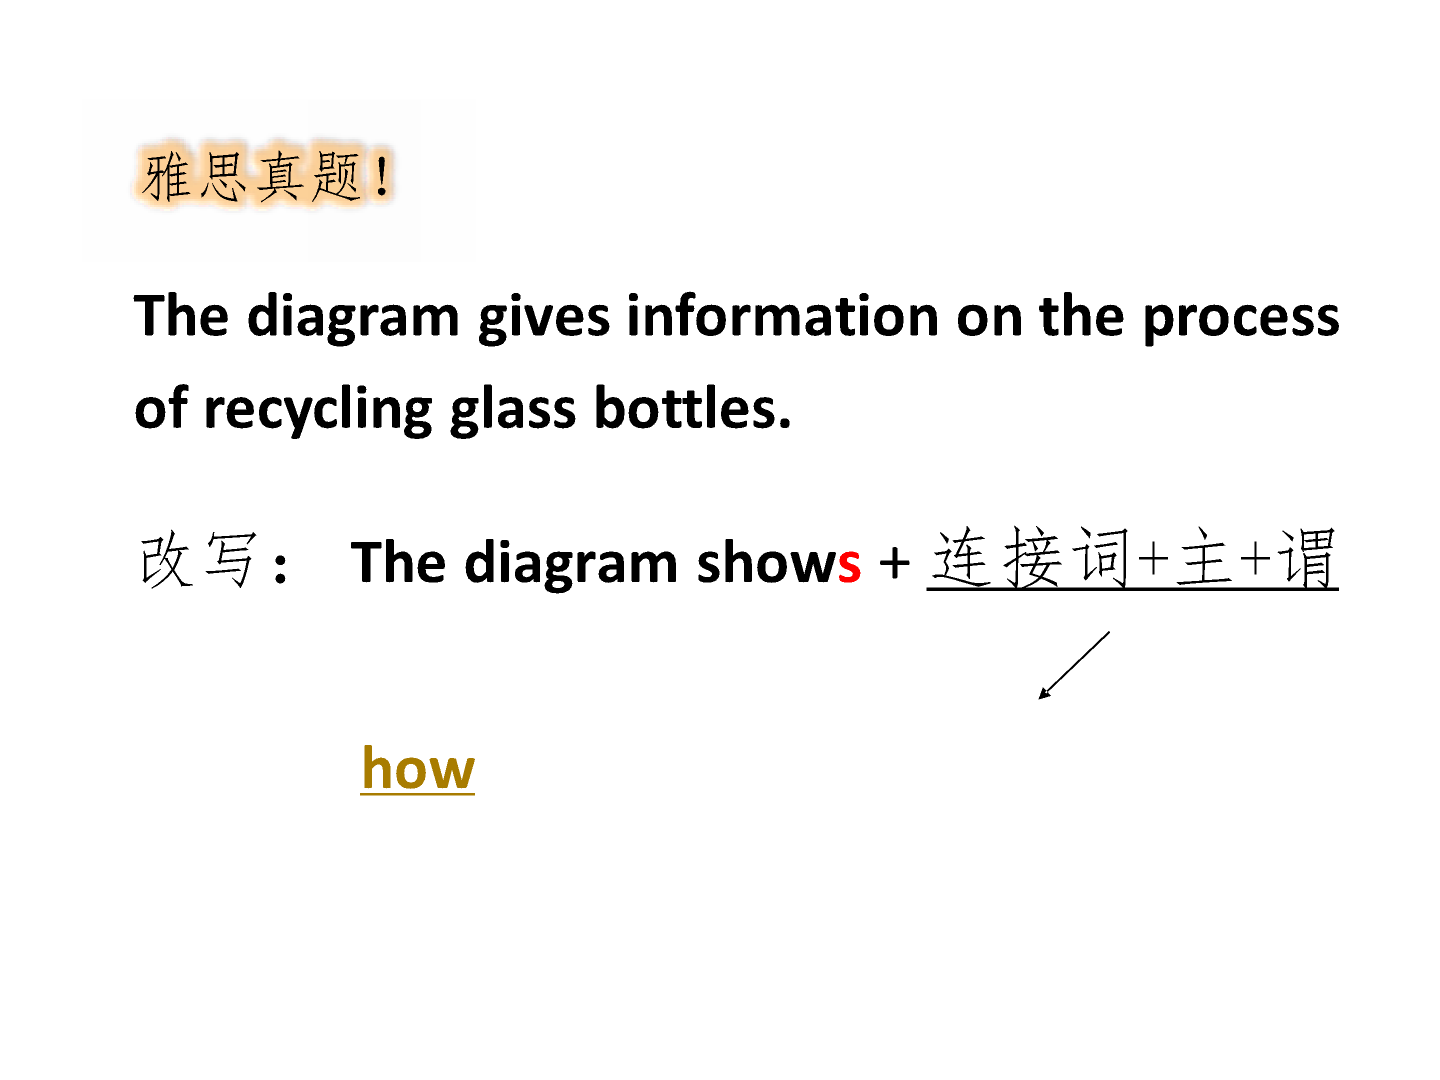 雅思真题!
The diagram gives information on the process
of recycling glass bottles.
改写： The diagram shows + 连接词+主+谓
how